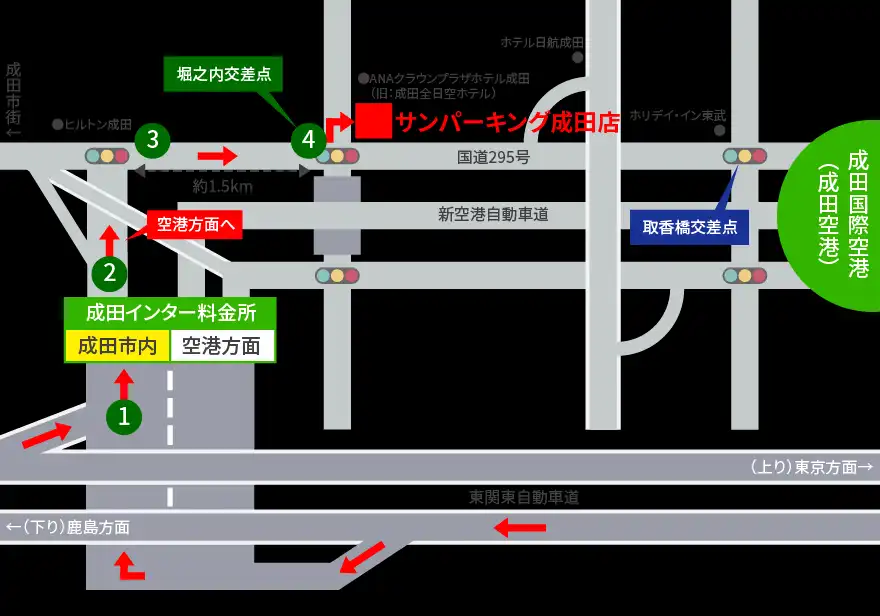 ホテル日航成田
堀之内交差点
●ANAクラウンプラザホテル成田
（旧：成田全日空ホテル）
成田市街←
●ヒルトン成田
3
4
サンパーキング成田店
ホリデイ・イン東武
国道295号
約1.5km
成田国際空港
（成田空港）
新空港自動車道
空港方面へ
取香橋交差点
2
成田インター料金所
成田市内
空港方面
1
（上り）東京方面→
東関東自動車道
←（下り）鹿島方面